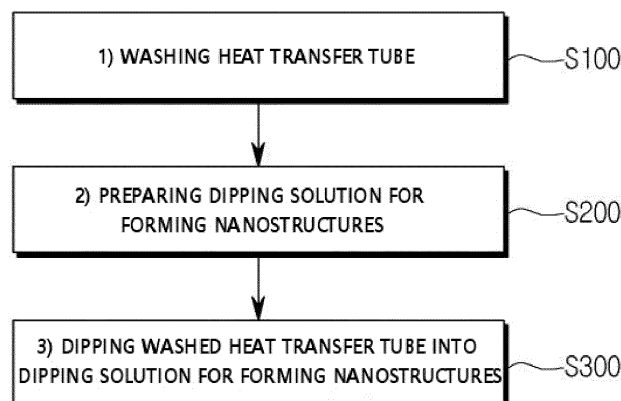 1) WASHING HEAT TRANSFER TUBE
S100
2) PREPARING DIPPING SOLUTION FOR
FORMING NANOSTRUCTURES
S200
3) DIPPING WASHED HEAT TRANSFER TUBE INTO
DIPPING SOLUTION FOR FORMING NANOSTRUCTURES
S300